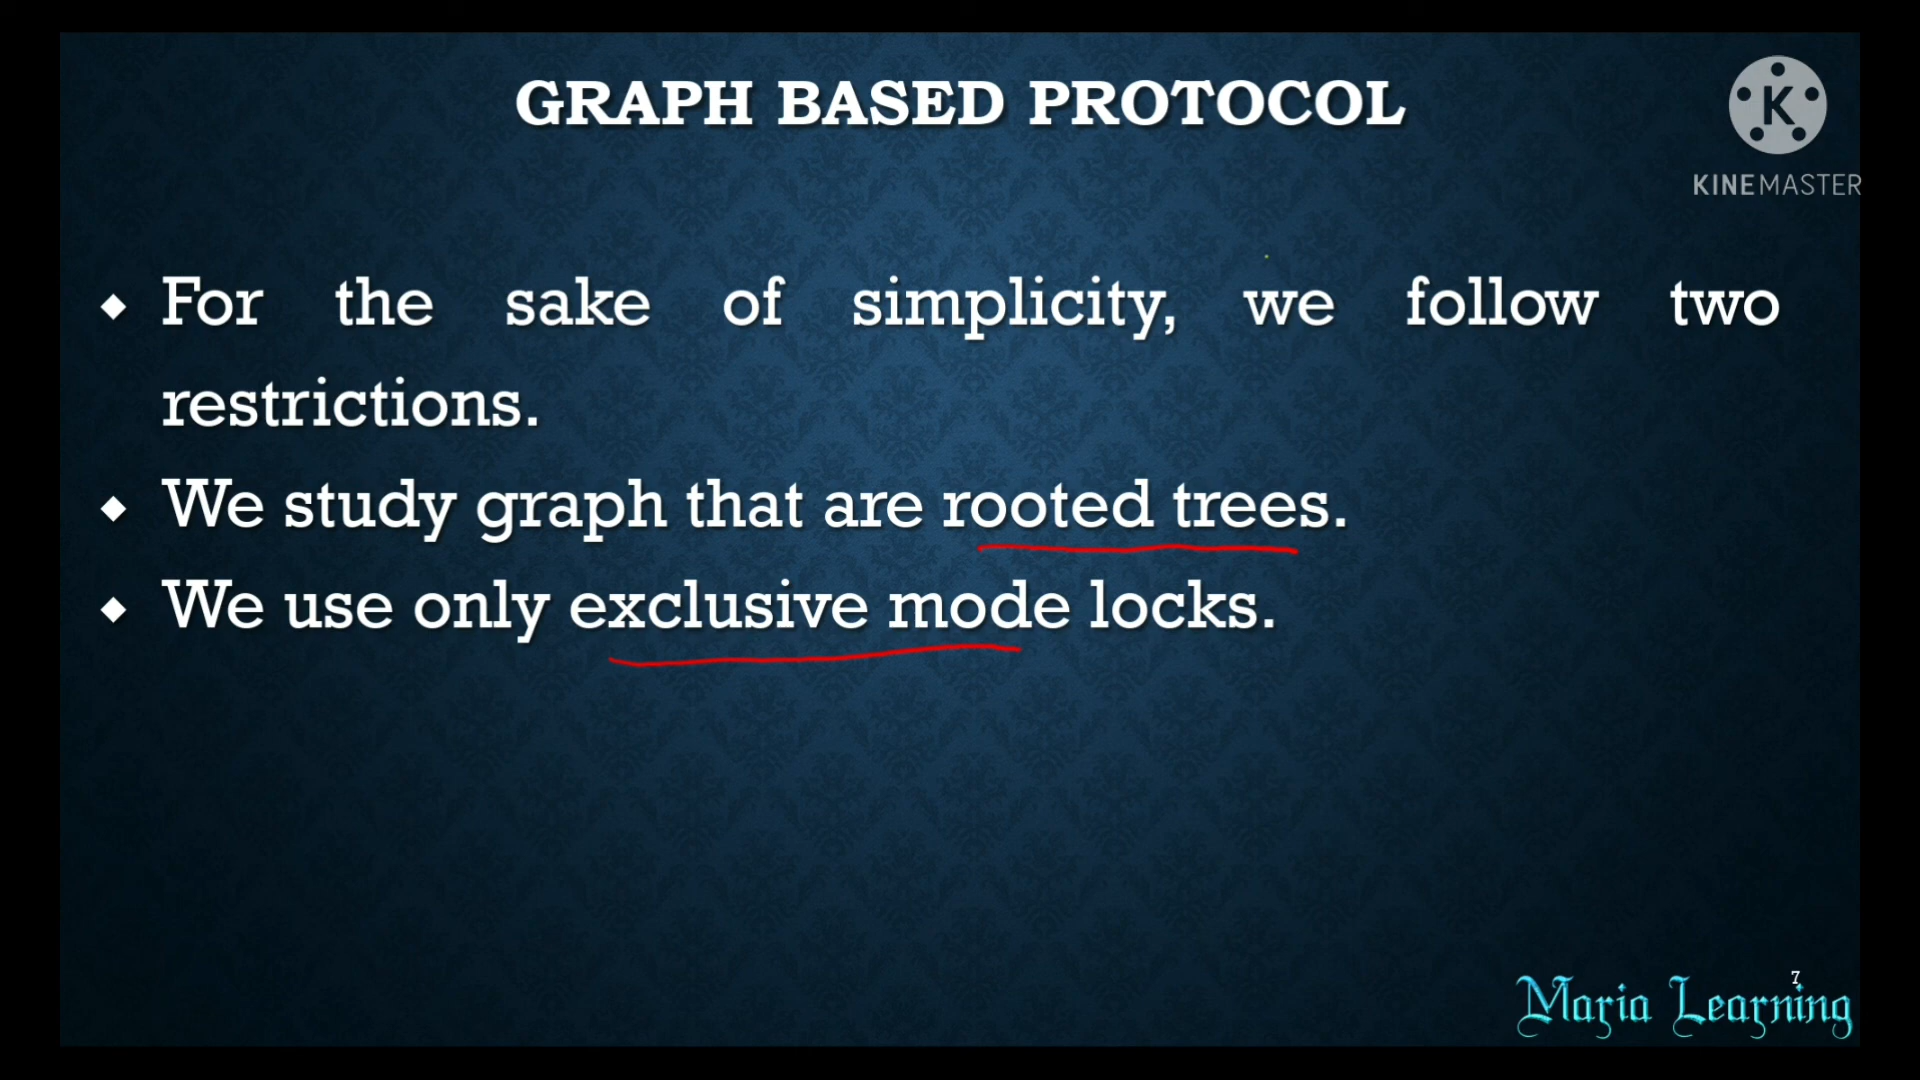 GRAPH BASED PROTOCOL
K
KINEMASTER
For the sake of simplicity, we follow two
restrictions.
We study graph that are rooted trees.
We use only exclusive mode locks.
7
Maria Learning